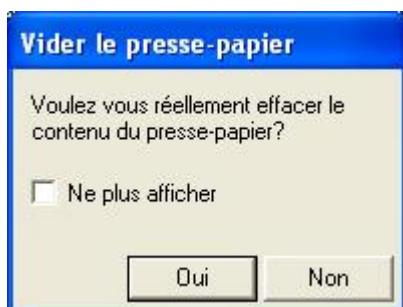 Vider le presse-papier
Voulez vous réellement effacer le
contenu du presse-papier?
Ne plus afficher
Oui Non